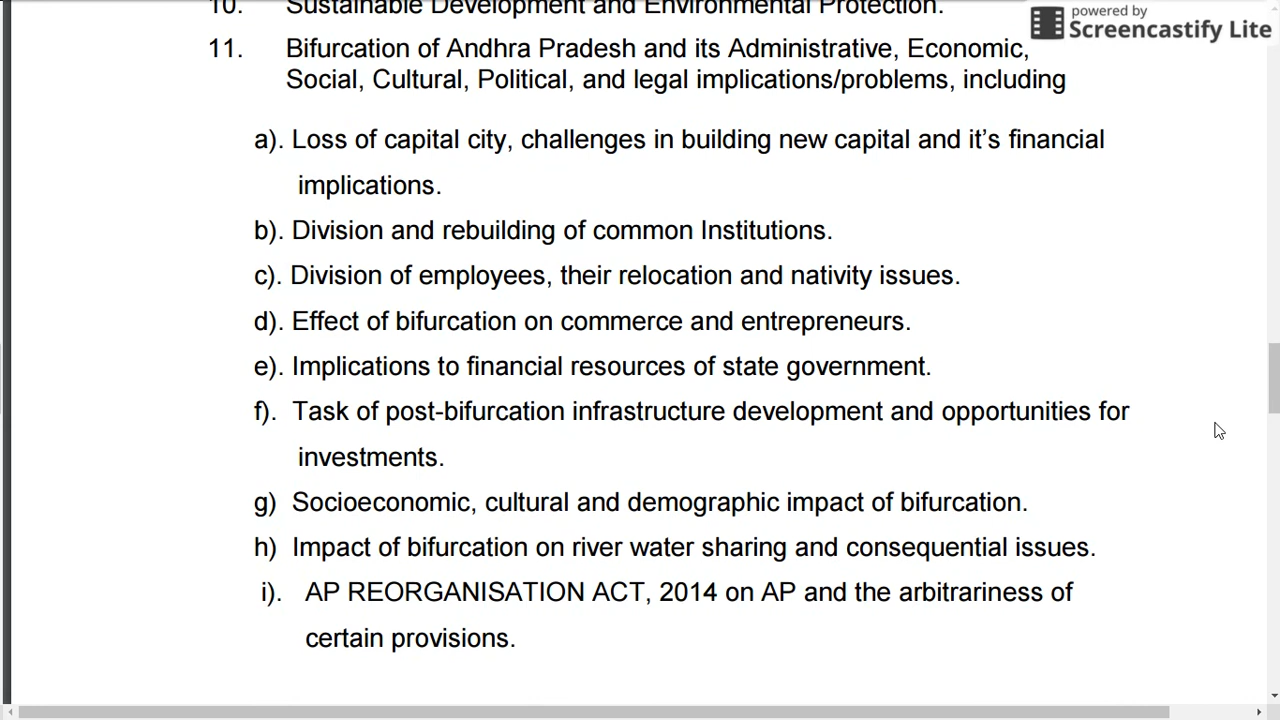 10. Sustainable Development and Environmental Protection.
powered by
Screencastify Lite
11. Bifurcation of Andhra Pradesh and its Administrative, Economic,
Social, Cultural, Political, and legal implications/problems, including
a). Loss of capital city, challenges in building new capital and it’s financial
implications.
b). Division and rebuilding of common Institutions.
c). Division of employees, their relocation and nativity issues.
d). Effect of bifurcation on commerce and entrepreneurs.
e). Implications to financial resources of state government.
f). Task of post-bifurcation infrastructure development and opportunities for
investments.
g) Socioeconomic, cultural and demographic impact of bifurcation.
h) Impact of bifurcation on river water sharing and consequential issues.
i). AP REORGANISATION ACT, 2014 on AP and the arbitrariness of
certain provisions.